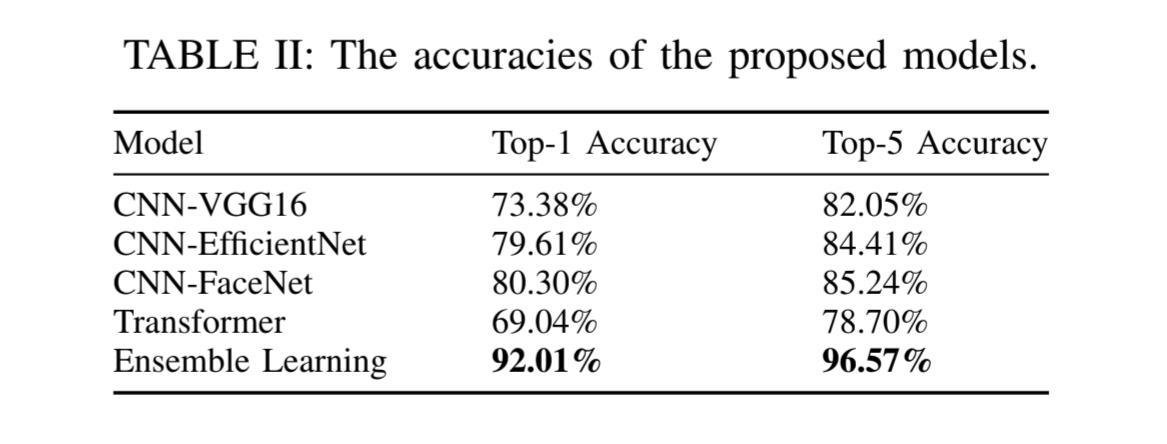 TABLE II: The accuracies of the proposed models.
Model Top-1 Accuracy Top-5 Accuracy
CNN-VGG16 73.38% 82.05%
CNN-EfficientNet 79.61% 84.41%
CNN-FaceNet 80.30% 85.24%
Transformer 69.04% 78.70%
Ensemble Learning 92.01% 96.57%